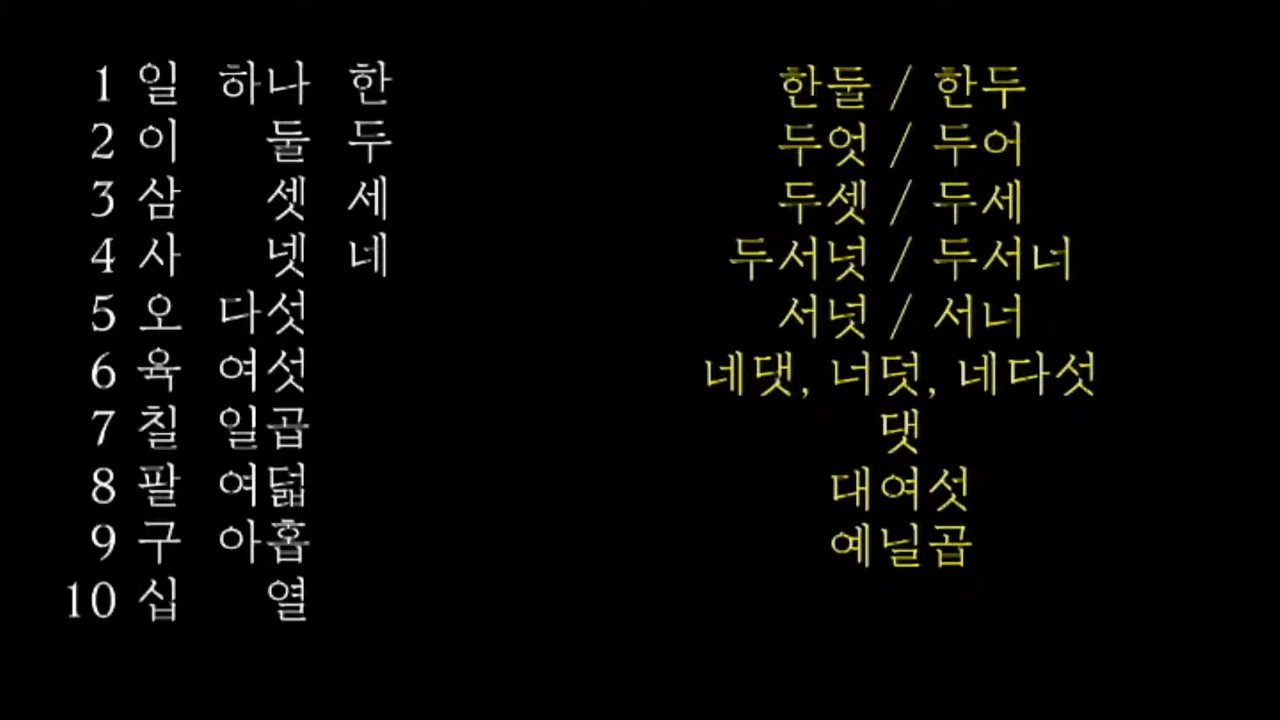 1 일 하나 한
2 이 둘 두
3 삼 셋 세
4 사 넷 네
5 오 다섯
6 육 여섯
7 칠 일곱
8 팔 여덟
9 구 아홉
10 십 열
한둘 / 한두
두엇 / 두어
두셋 / 두세
두서넛 / 두서너
서넛 / 서너
네댓, 너덧, 네다섯
댓
대여섯
예닐곱